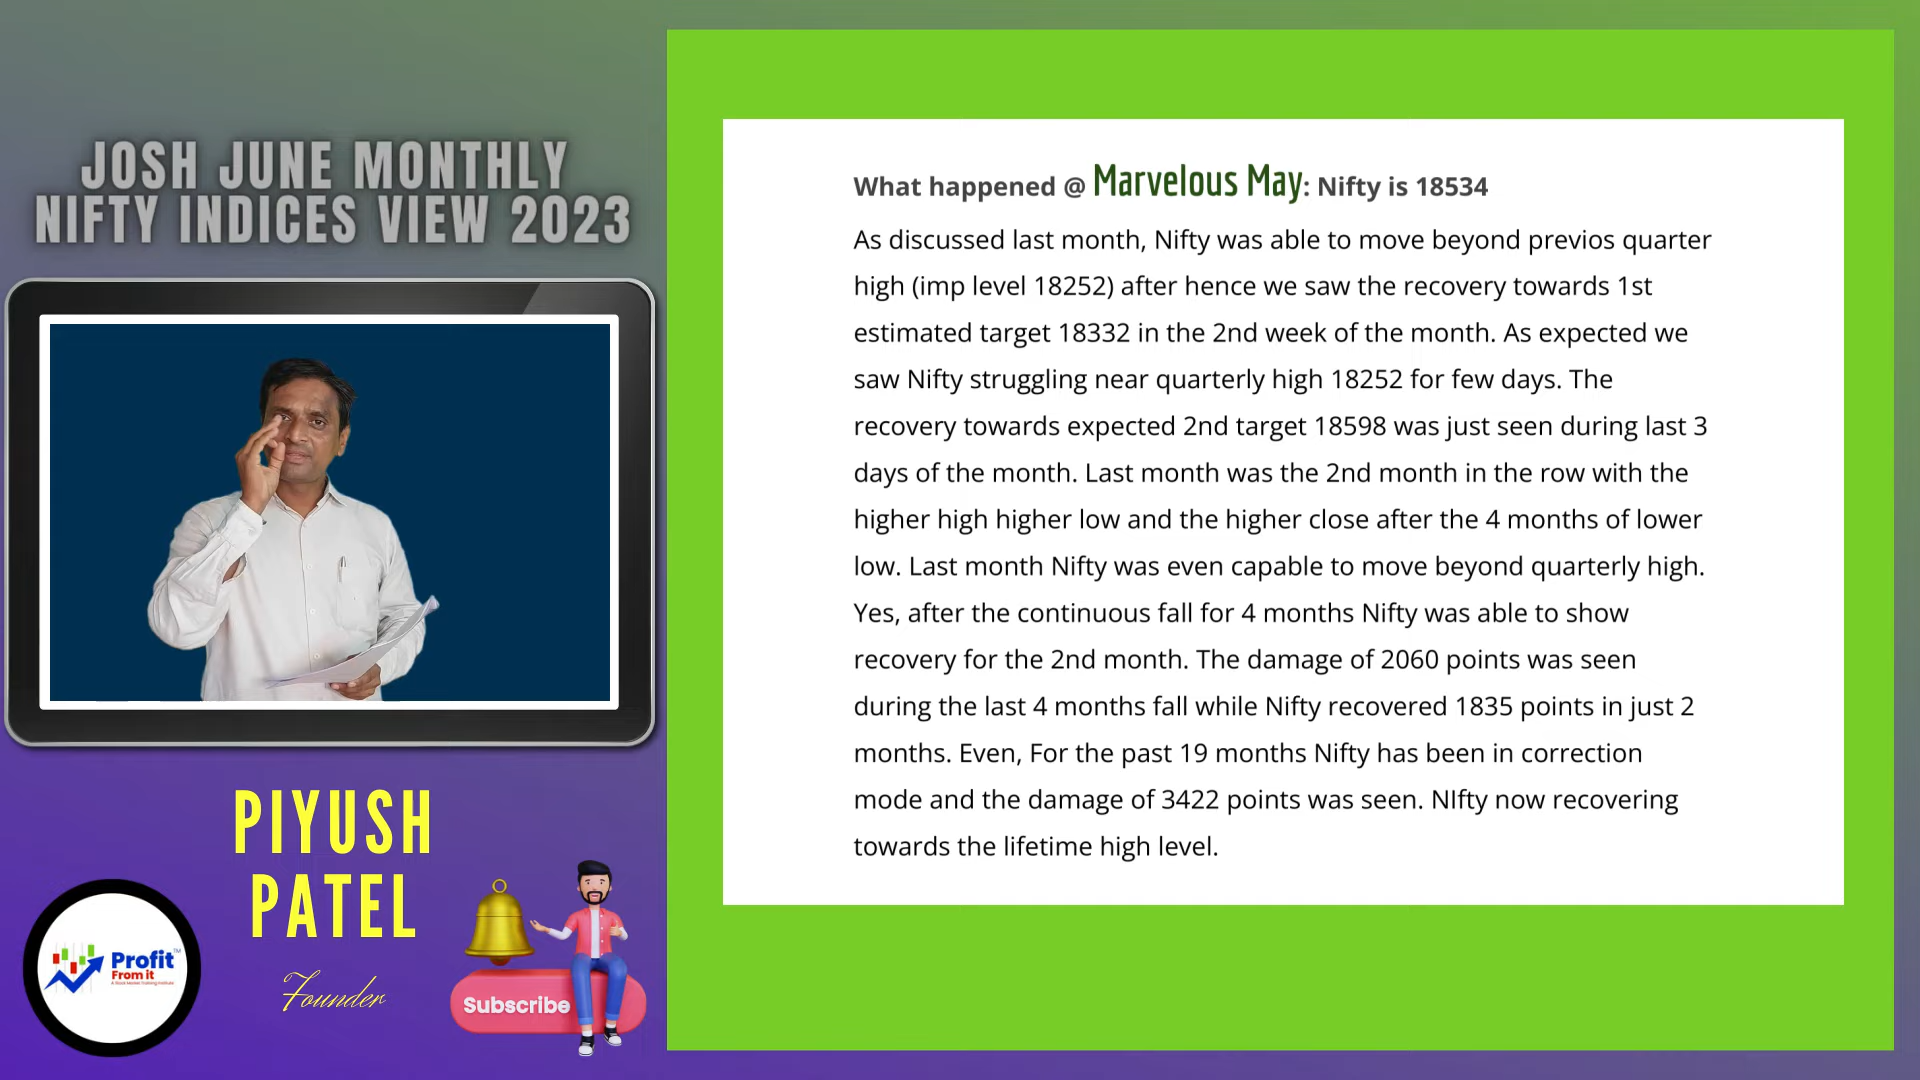 JOSH JUNE MONTHLY
NIFTY INDICES VIEW 2023
PIYUSH
PATEL
Founder
Profit™
From it
A Stock Market Training Institute
Subscribe
What happened @ Marvelous May: Nifty is 18534
As discussed last month, Nifty was able to move beyond previos quarter
high (imp level 18252) after hence we saw the recovery towards 1st
estimated target 18332 in the 2nd week of the month. As expected we
saw Nifty struggling near quarterly high 18252 for few days. The
recovery towards expected 2nd target 18598 was just seen during last 3
days of the month. Last month was the 2nd month in the row with the
higher high higher low and the higher close after the 4 months of lower
low. Last month Nifty was even capable to move beyond quarterly high.
Yes, after the continuous fall for 4 months Nifty was able to show
recovery for the 2nd month. The damage of 2060 points was seen
during the last 4 months fall while Nifty recovered 1835 points in just 2
months. Even, For the past 19 months Nifty has been in correction
mode and the damage of 3422 points was seen. NIfty now recovering
towards the lifetime high level.